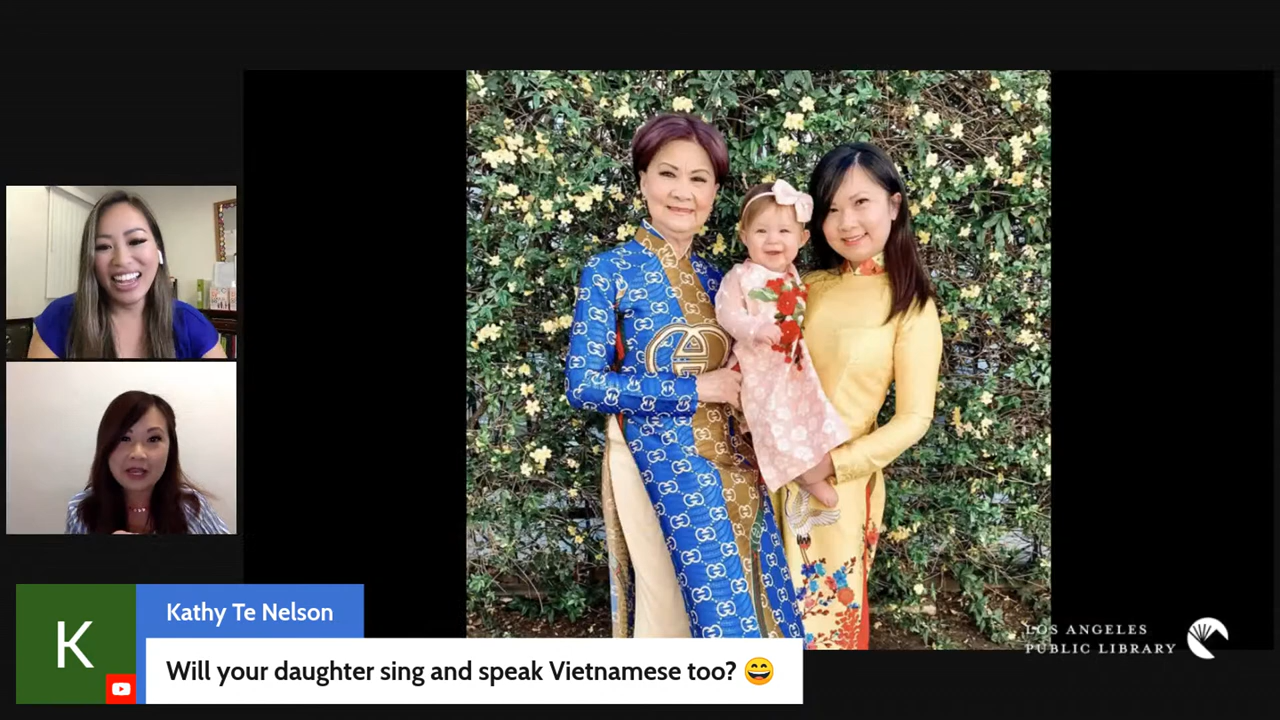 K
Kathy Te Nelson
Will your daughter sing and speak Vietnamese too? 😄
LOS ANGELES
PUBLIC LIBRARY